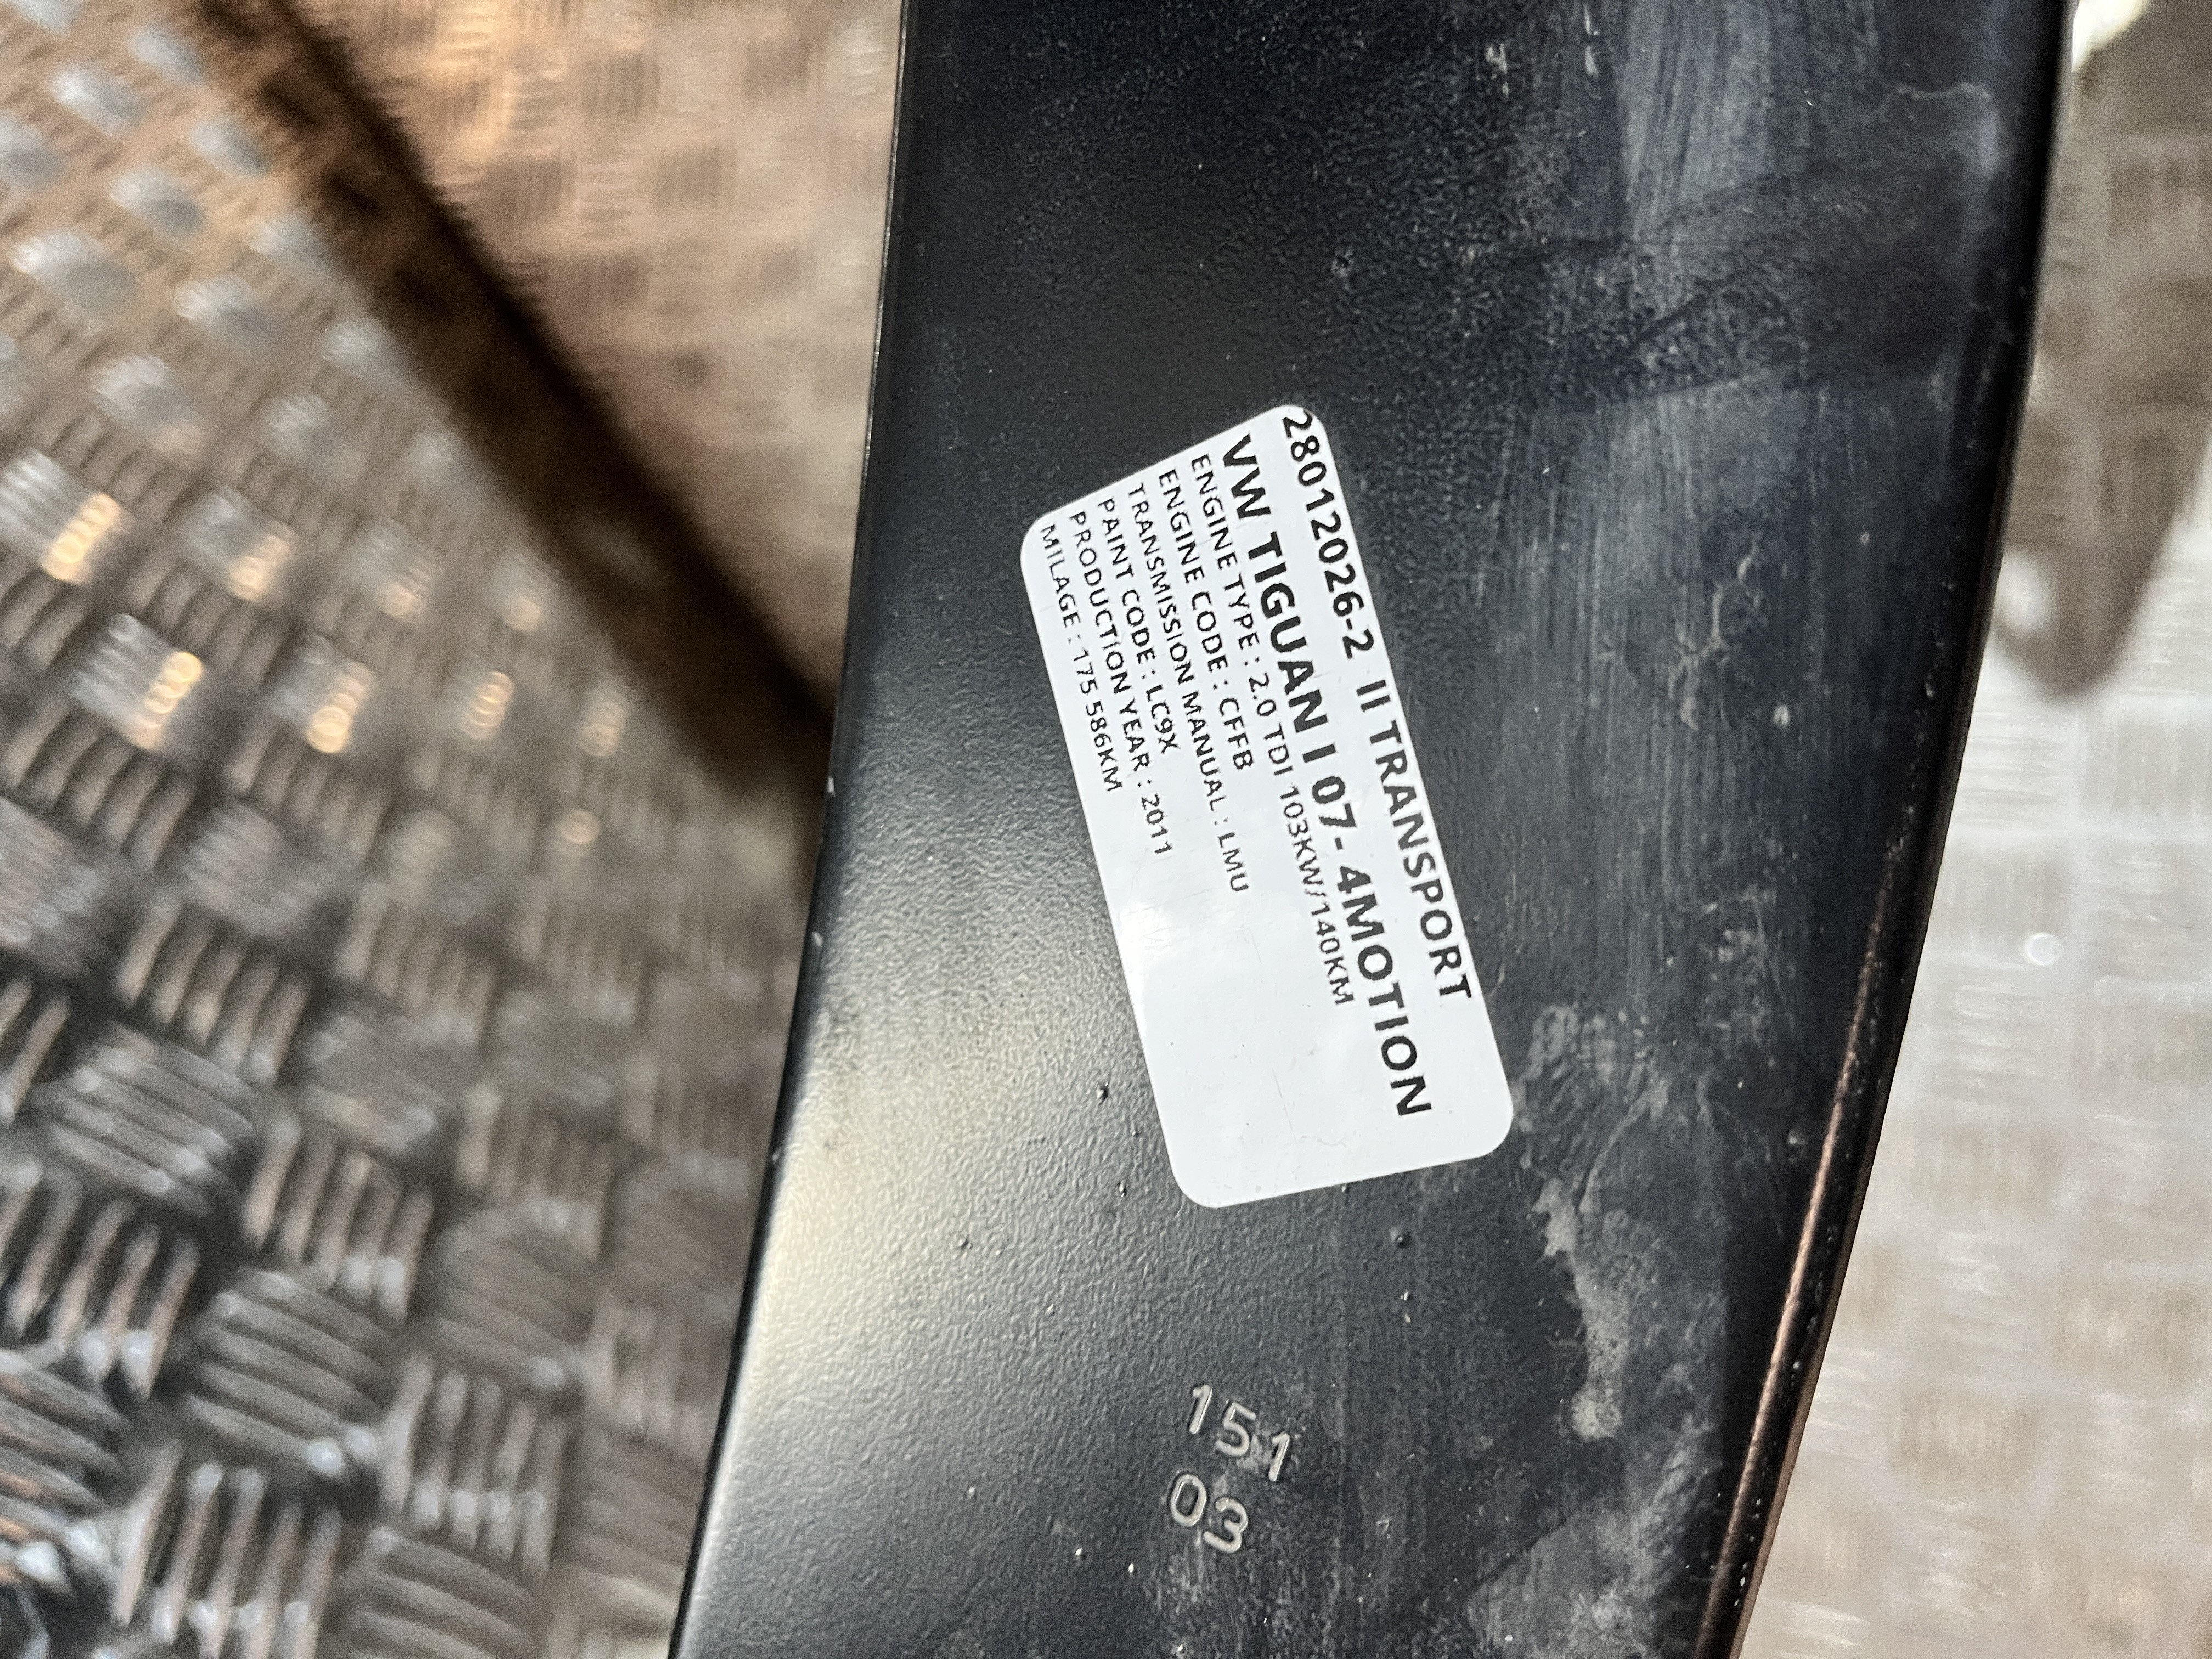 28012026-2 II TRANSPORT
VW TIGUAN I 07- 4MOTION
ENGINE TYPE : 2.0 TDI 103KW/140KM
ENGINE CODE : CFFB
TRANSMISSION MANUAL : LMU
PAINT CODE : LC9X
PRODUCTION YEAR : 2011
MILAGE : 175 586KM
151
03